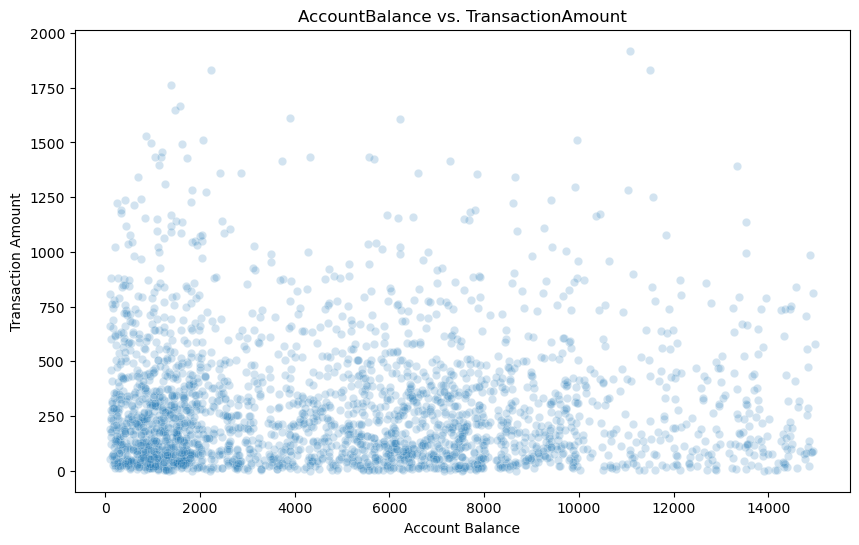 AccountBalance vs. TransactionAmount
2000
1750
1500
1250
1000
750
500
250
0
Transaction Amount
0 2000 4000 6000 8000 10000 12000 14000
Account Balance